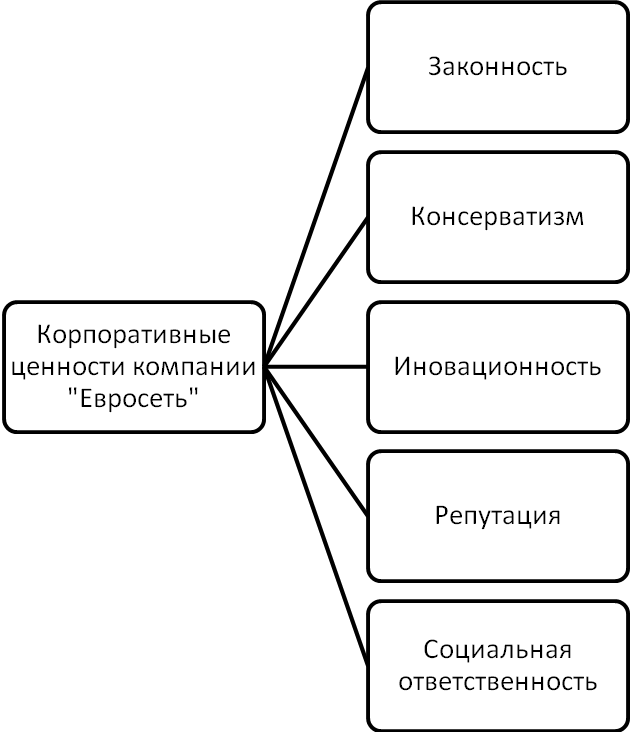 Законность
Консерватизм
Корпоративные
ценности компании
"Евросеть"
Иновационность
Репутация
Социальная
ответственность